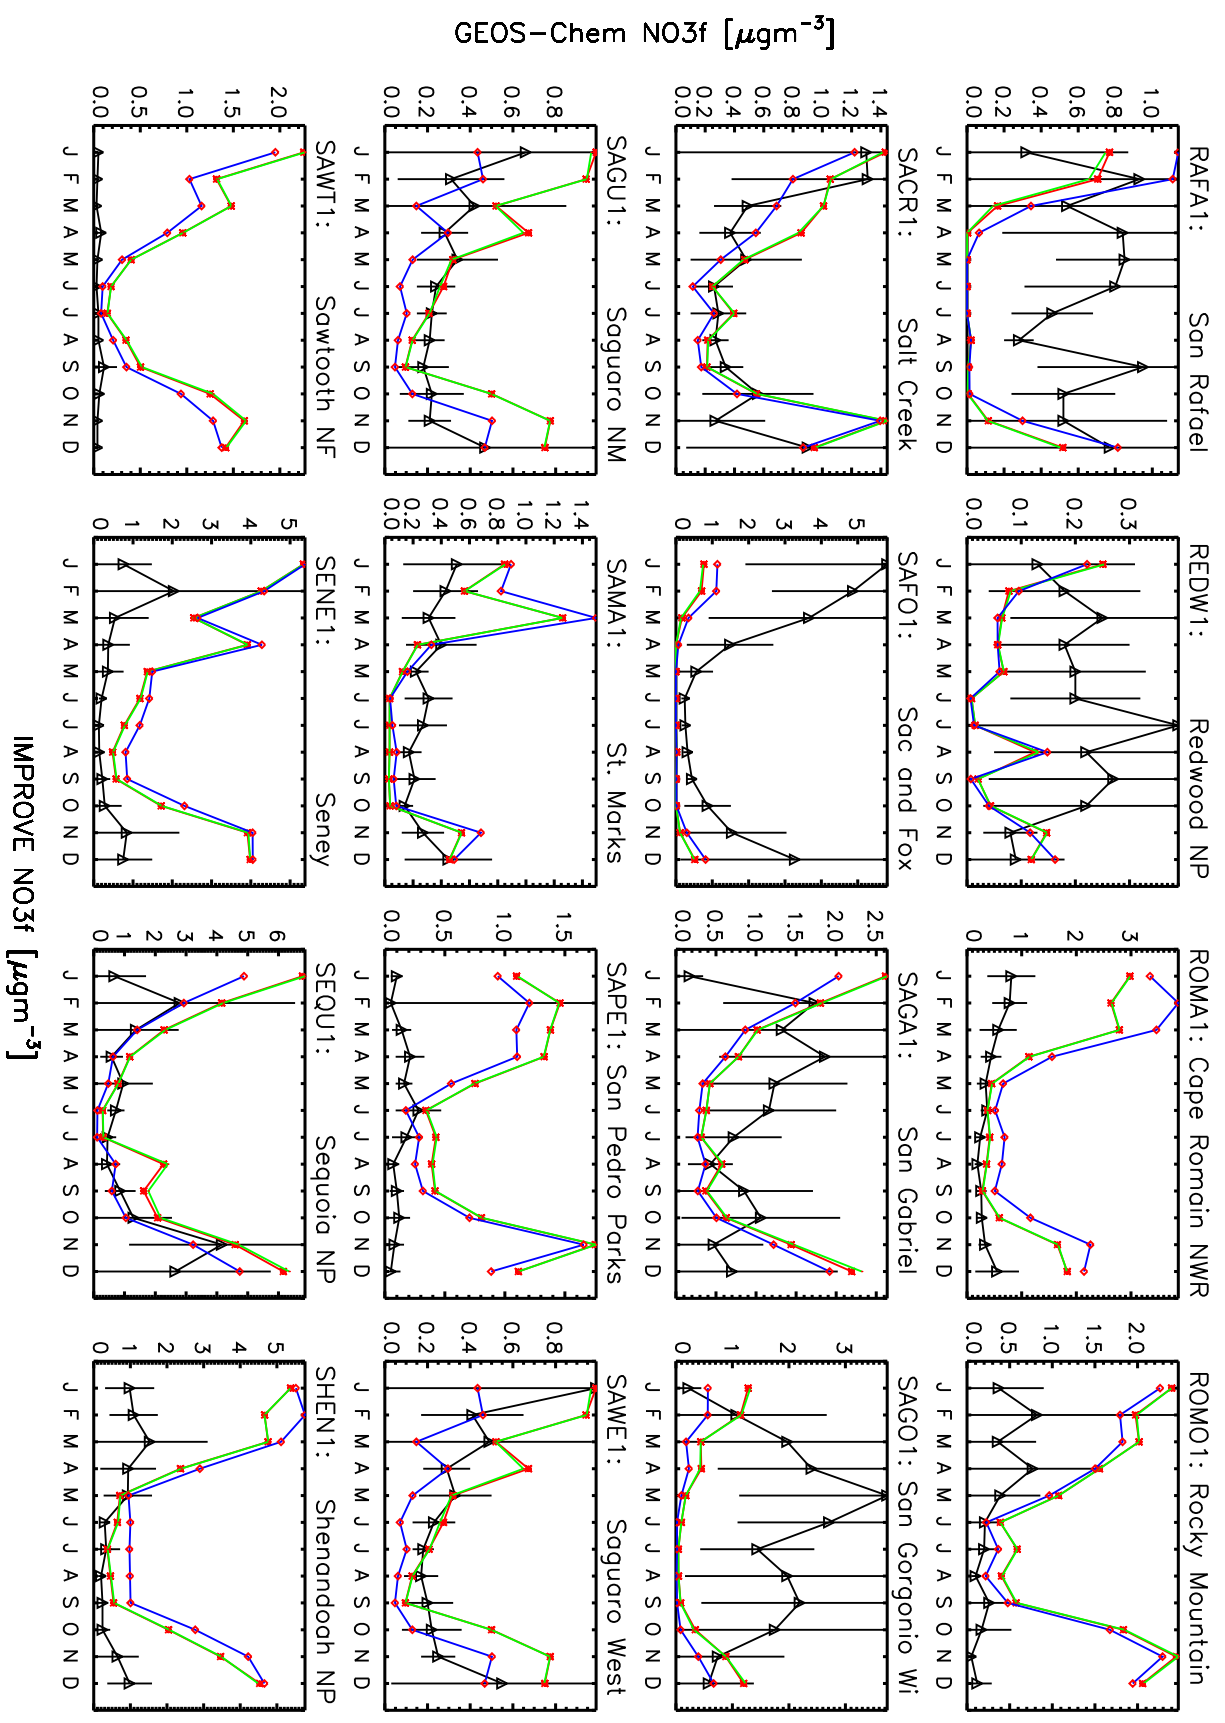 GEOS-Chem NO3f [μgm⁻³]
RAFA1: San Rafael
1.0
0.8
0.6
0.4
0.2
0.0
J F M A M J J A S O N D
REDW1: Redwood NP
0.3
0.2
0.1
0.0
J F M A M J J A S O N D
ROMA1: Cape Romain NWR
3
2
1
0
J F M A M J J A S O N D
ROMO1: Rocky Mountain
2.0
1.5
1.0
0.5
0.0
J F M A M J J A S O N D
SACR1: Salt Creek
1.4
1.2
1.0
0.8
0.6
0.4
0.2
0.0
J F M A M J J A S O N D
SAFO1: Sac and Fox
5
4
3
2
1
0
J F M A M J J A S O N D
SAGA1: San Gabriel
2.5
2.0
1.5
1.0
0.5
0.0
J F M A M J J A S O N D
SAGO1: San Gorgonio Wi
3
2
1
0
J F M A M J J A S O N D
SAGU1: Saguaro NM
0.8
0.6
0.4
0.2
0.0
J F M A M J J A S O N D
SAMA1: St. Marks
1.4
1.2
1.0
0.8
0.6
0.4
0.2
0.0
J F M A M J J A S O N D
SAPE1: San Pedro Parks
1.5
1.0
0.5
0.0
J F M A M J J A S O N D
SAWE1: Saguaro West
0.8
0.6
0.4
0.2
0.0
J F M A M J J A S O N D
SAWT1: Sawtooth NF
2.0
1.5
1.0
0.5
0.0
J F M A M J J A S O N D
SENE1: Seney
5
4
3
2
1
0
J F M A M J J A S O N D
SEQU1: Sequoia NP
6
5
4
3
2
1
0
J F M A M J J A S O N D
SHEN1: Shenandoah NP
5
4
3
2
1
0
J F M A M J J A S O N D
IMPROVE NO3f [μgm⁻³]